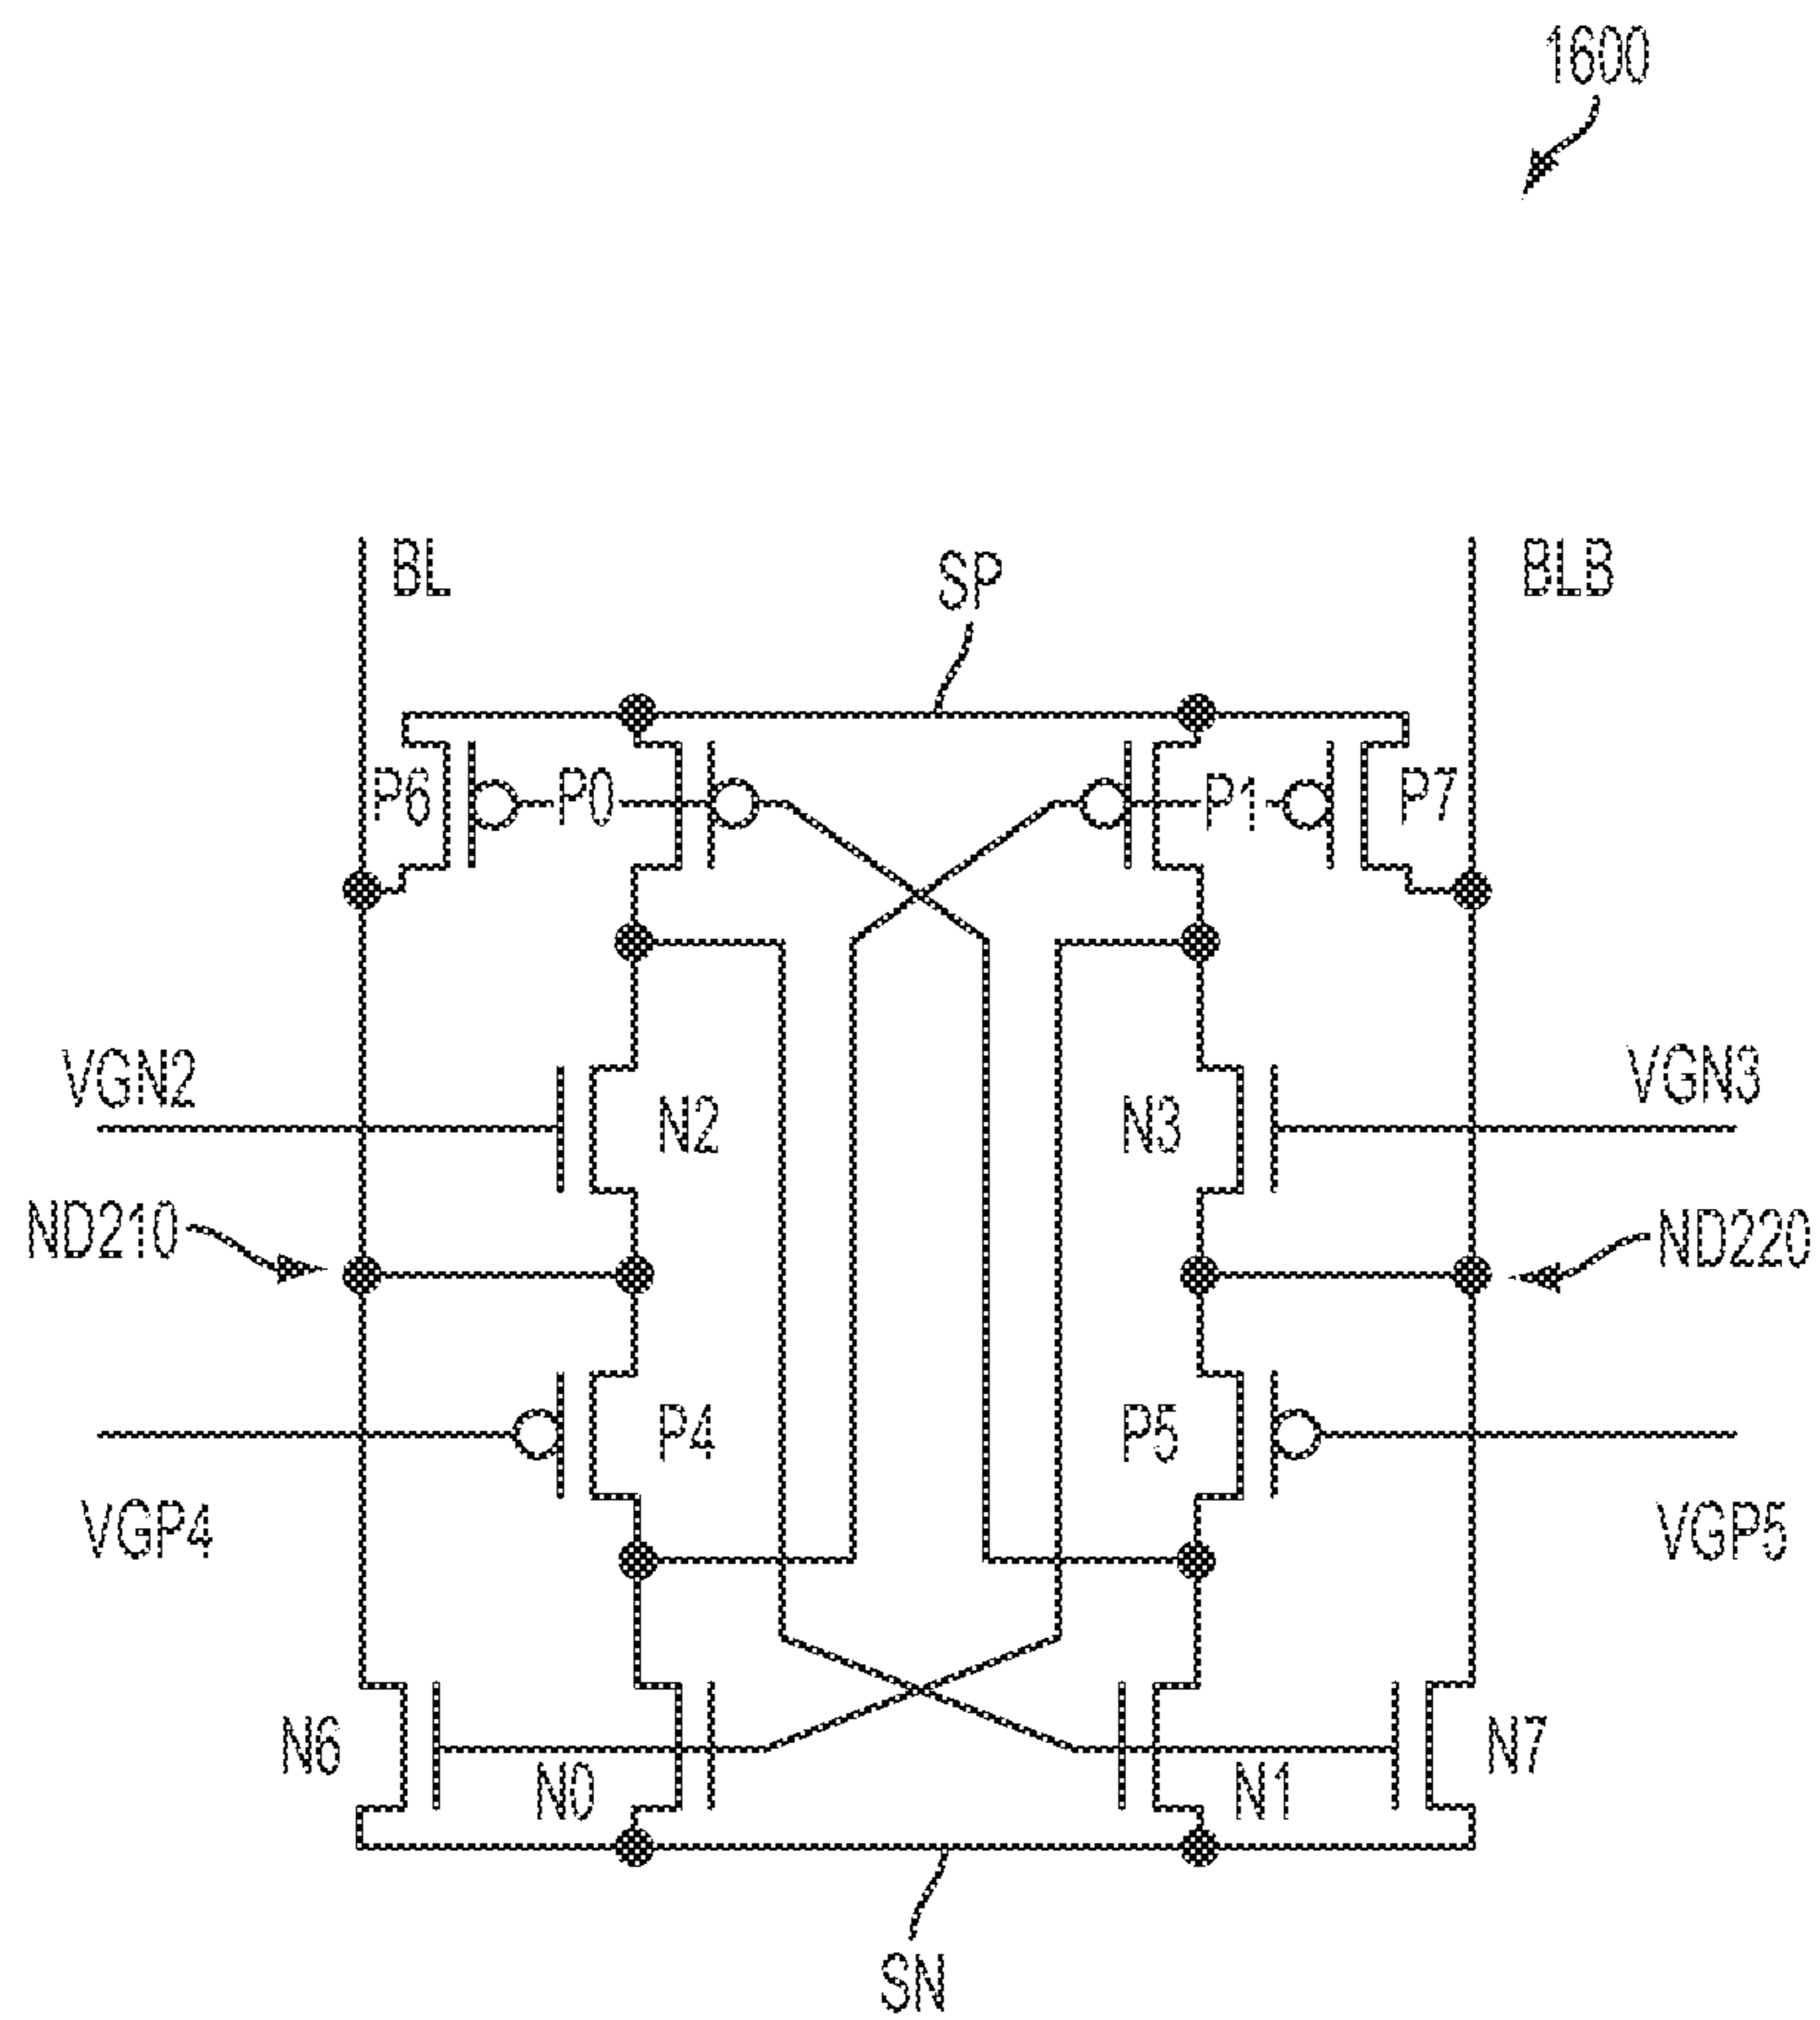 1600
BL
SP
BLB
P6
P0
P1
P7
VGN2
N2
N3
VGN3
ND210
ND220
P4
P5
VGP4
VGP5
N6
N0
N1
N7
SN